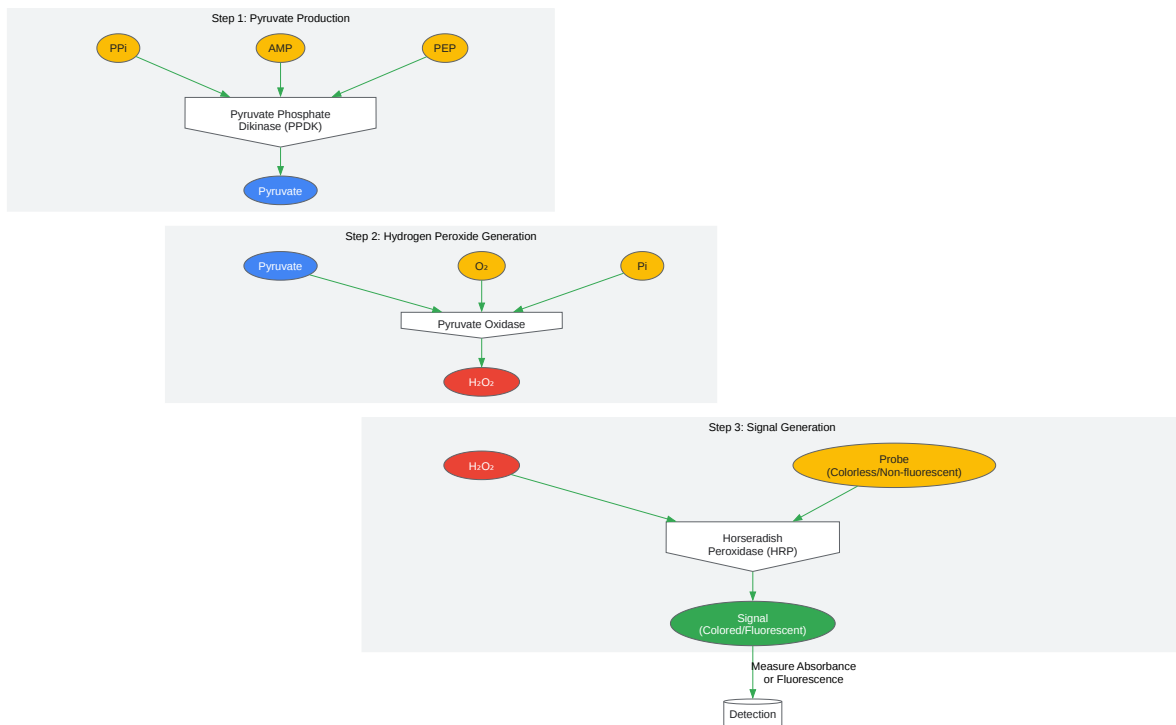 Step 1: Pyruvate Production
PPi
AMP
PEP
Pyruvate Phosphate
Dikinase (PPDK)
Pyruvate
Step 2: Hydrogen Peroxide Generation
Pyruvate
O₂
Pi
Pyruvate Oxidase
H₂O₂
Step 3: Signal Generation
H₂O₂
Probe
(Colorless/Non-fluorescent)
Horseradish
Peroxidase (HRP)
Signal
(Colored/Fluorescent)
Measure Absorbance
or Fluorescence
Detection